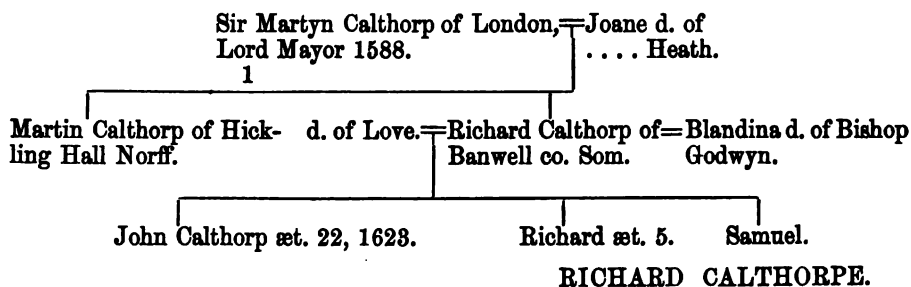 Sir Martyn Calthorp of London,=Joane d. of
Lord Mayor 1588. .... Heath.
1
Martin Calthorp of Hick- d. of Love.=Richard Calthorp of=Blandina d. of Bishop
ling Hall Norff. Banwell co. Som. Godwyn.
John Calthorp æt. 22, 1623. Richard æt. 5. Samuel.
RICHARD CALTHORPE.